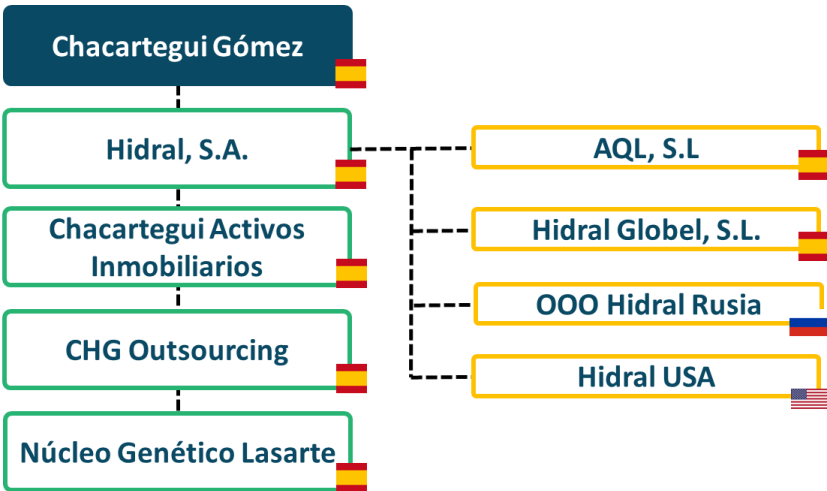 Chacartegui Gómez
Hidral, S.A.
Chacartegui Activos
Inmobiliarios
CHG Outsourcing
Núcleo Genético Lasarte
AQL, S.L
Hidral Globel, S.L.
OOO Hidral Rusia
Hidral USA